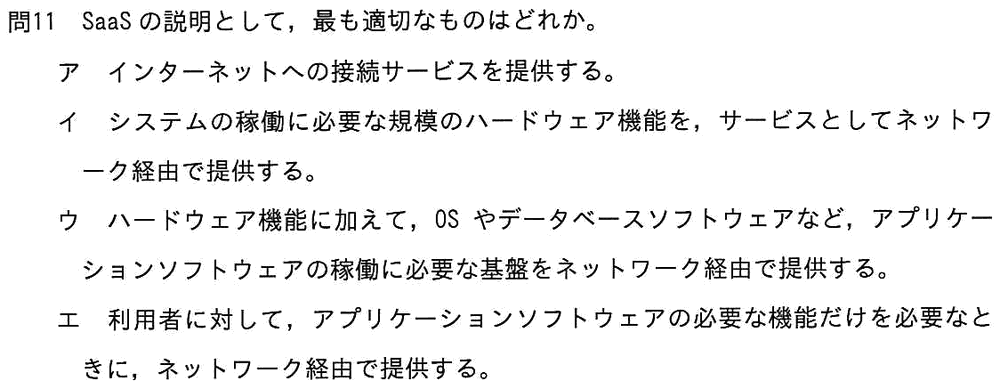 問11 SaaSの説明として，最も適切なものはどれか。
ア インターネットへの接続サービスを提供する。
イ システムの稼働に必要な規模のハードウェア機能を，サービスとしてネットワ
ーク経由で提供する。
ウ ハードウェア機能に加えて，OS やデータベースソフトウェアなど，アプリケー
ションソフトウェアの稼働に必要な基盤をネットワーク経由で提供する。
エ 利用者に対して，アプリケーションソフトウェアの必要な機能だけを必要なと
きに，ネットワーク経由で提供する。